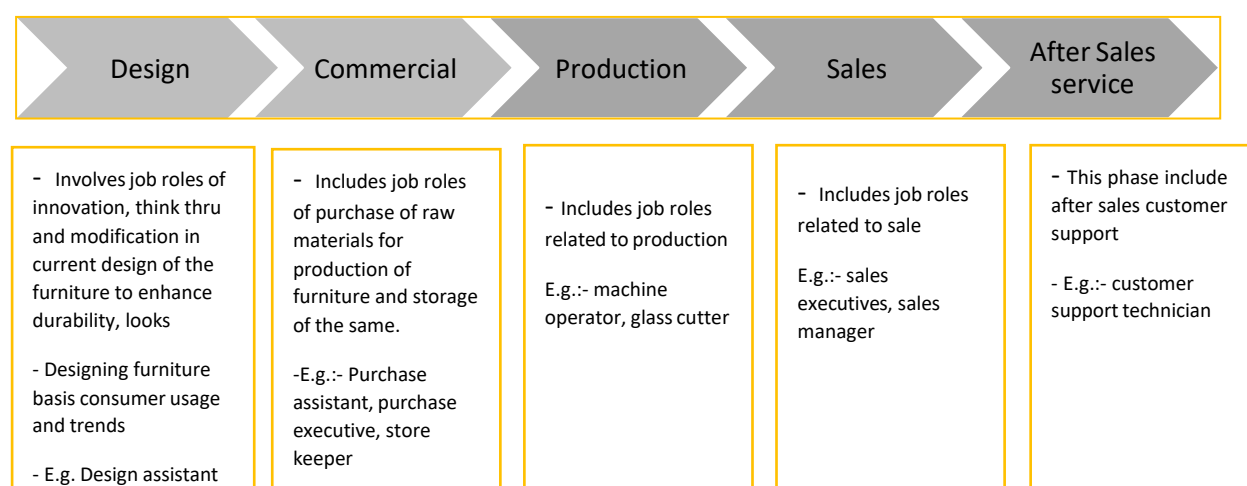 Design
Commercial
Production
Sales
After Sales
service
- Involves job roles of
innovation, think thru
and modification in
current design of the
furniture to enhance
durability, looks
- Designing furniture
basis consumer usage
and trends
- E.g. Design assistant
- Includes job roles
of purchase of raw
materials for
production of
furniture and storage
of the same.
-E.g.:- Purchase
assistant, purchase
executive, store
keeper
- Includes job roles
related to production
E.g.:- machine
operator, glass cutter
- Includes job roles
related to sale
E.g.:- sales
executives, sales
manager
- This phase include
after sales customer
support
- E.g.:- customer
support technician